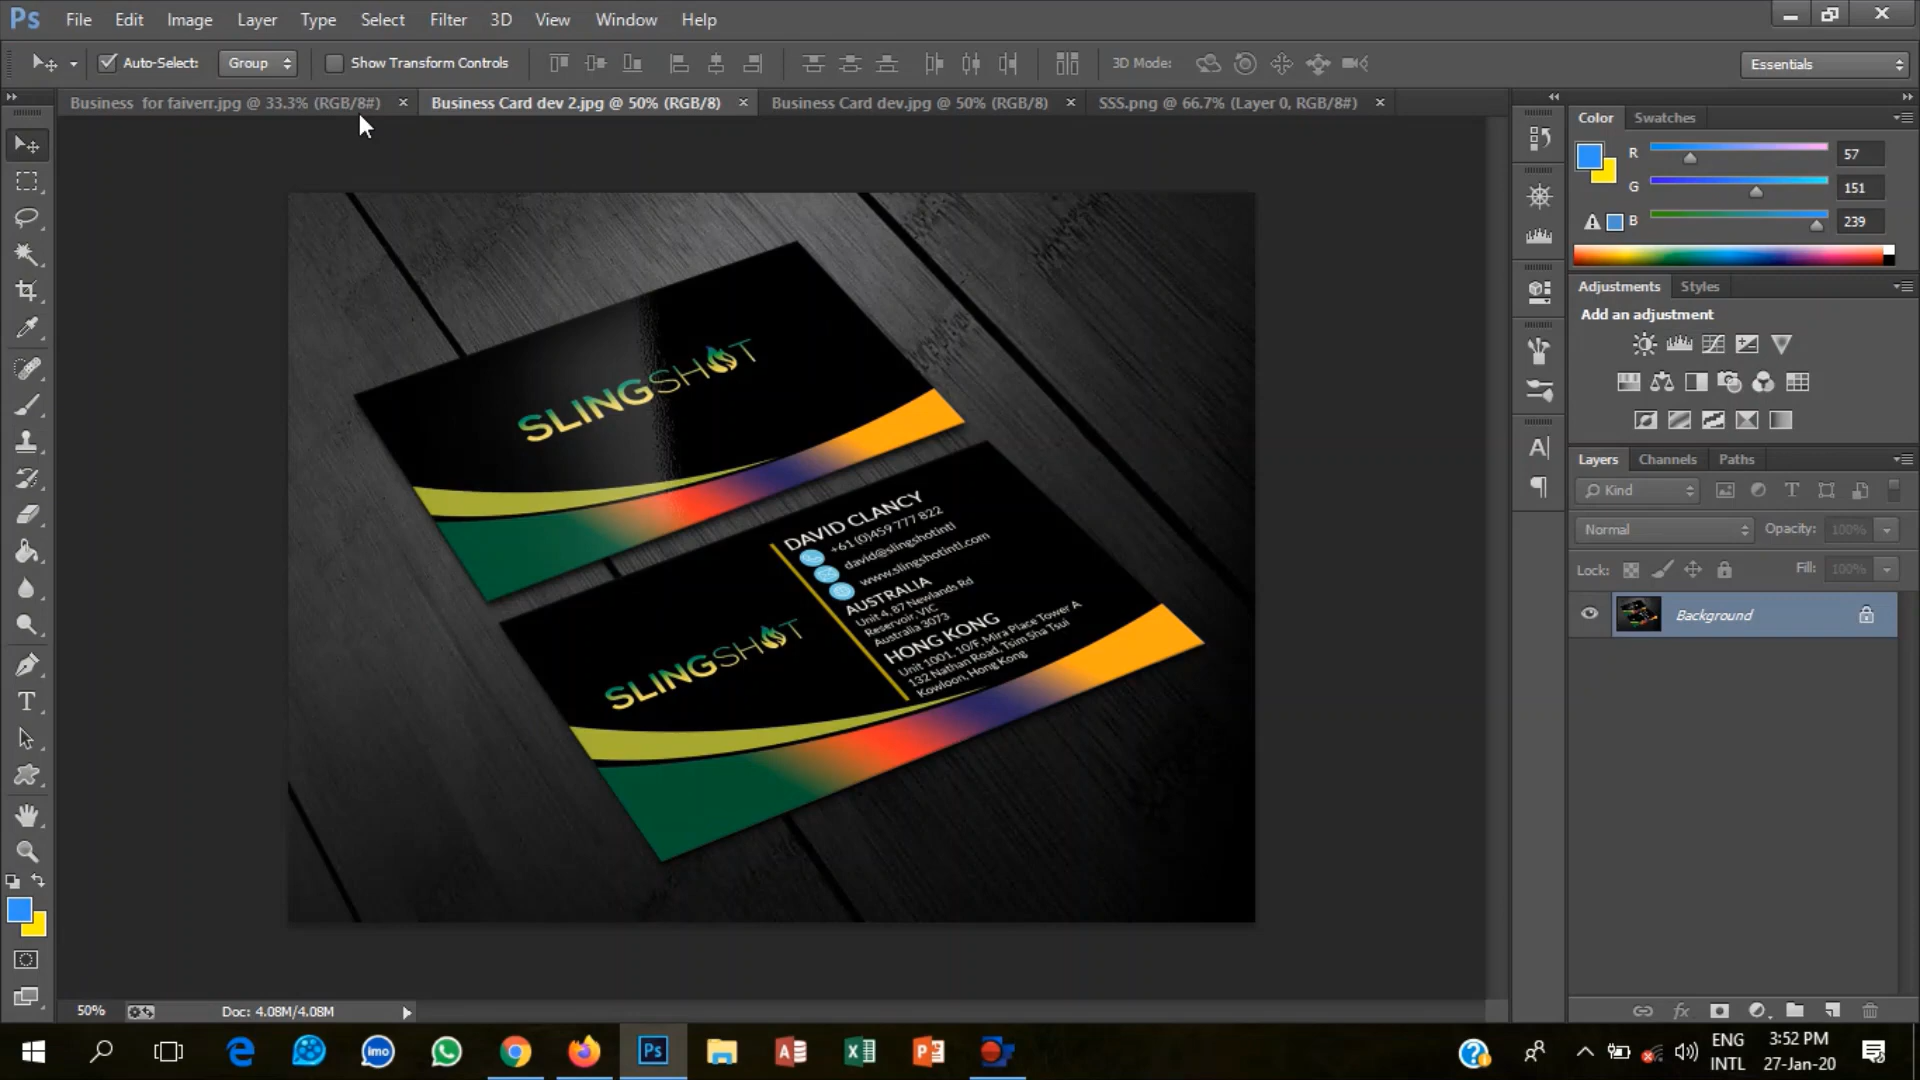 Ps File Edit Image Layer Type Select Filter 3D View Window Help
Auto-Select: Group Show Transform Controls 3D Mode: Essentials
Business for faiverr.jpg @ 33.3% (RGB/8#) × Business Card dev 2.jpg @ 50% (RGB/8) × Business Card dev.jpg @ 50% (RGB/8) × SSS.png @ 66.7% (Layer 0, RGB/8#) ×
Color Swatches
R 57
G 151
B 239
Adjustments Styles
Add an adjustment
Layers Channels Paths
Kind
Normal Opacity: 100%
Lock: Fill: 100%
Background
SLINGSHOT
DAVID CLANCY
+61 (0)459 777 822
david@slingshotintl
www.slingshotintl.com
AUSTRALIA
Unit 4, 87 Newlands Rd
Reservoir, VIC
Australia 3073
HONG KONG
Unit 1001, 10/F, Mira Place Tower A
132 Nathan Road, Tsim Sha Tsui
Kowloon, Hong Kong
SLINGSHOT
50% Doc: 4.08M/4.08M
imo Ps
ENG
INTL
3:52 PM
27-Jan-20